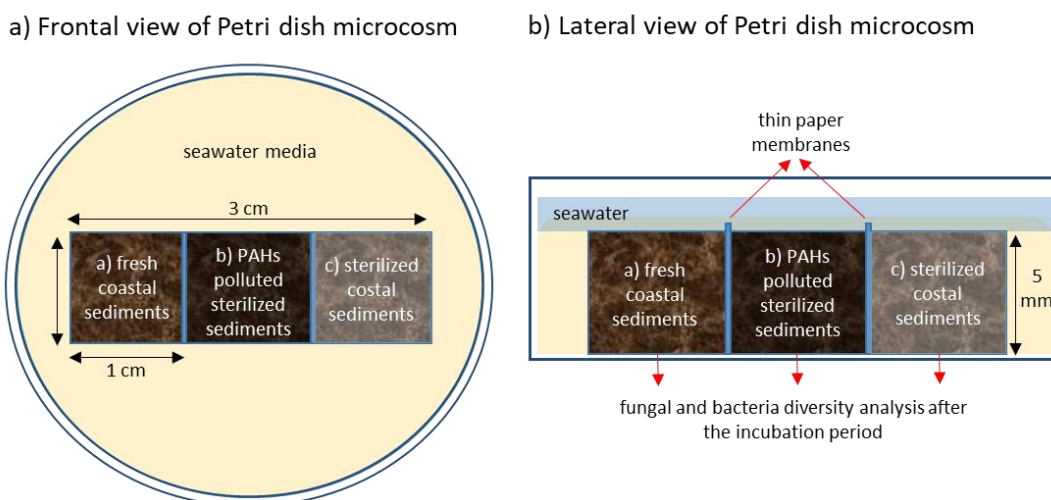 a) Frontal view of Petri dish microcosm
seawater media
3 cm
a) fresh
coastal
sediments
b) PAHs
polluted
sterilized
sediments
c) sterilized
costal
sediments
1 cm
b) Lateral view of Petri dish microcosm
thin paper
membranes
seawater
a) fresh
coastal
sediments
b) PAHs
polluted
sterilized
sediments
c) sterilized
costal
sediments
5
mm
fungal and bacteria diversity analysis after
the incubation period